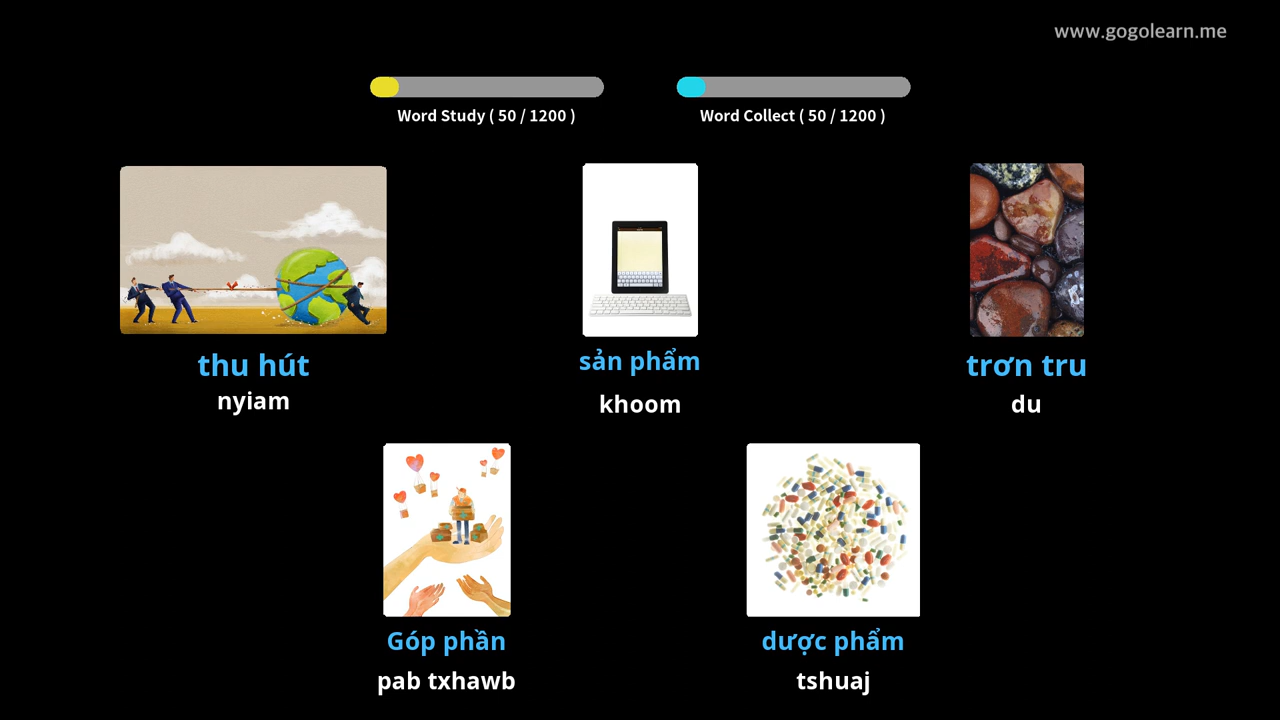 www.gogolearn.me
Word Study ( 50 / 1200 )
Word Collect ( 50 / 1200 )
thu hút
nyiam
sản phẩm
khoom
trơn tru
du
Góp phần
pab txhawb
dược phẩm
tshuaj